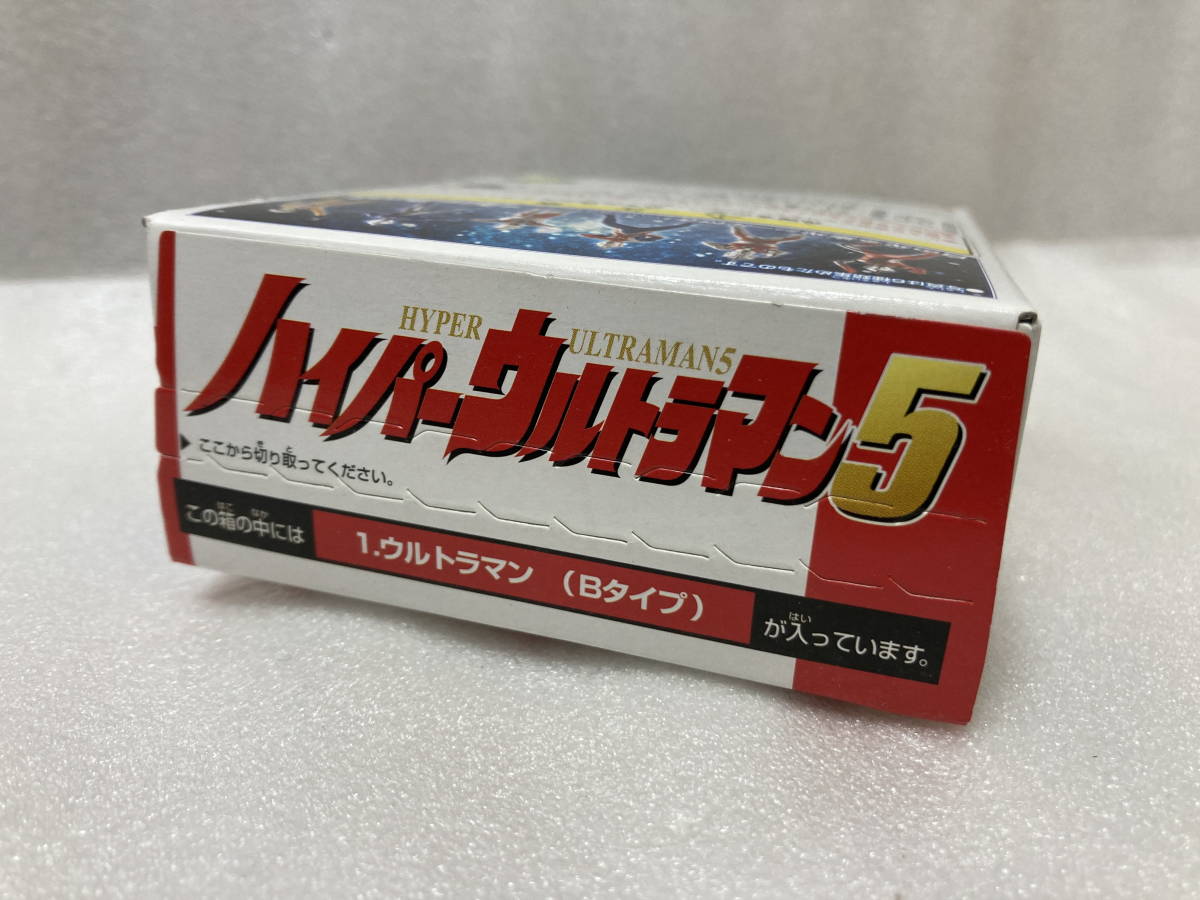 HYPER ULTRAMAN5
ハイパーウルトラマン5
▶ここから切り取ってください。
この箱の中には 1.ウルトラマン (Bタイプ) が入っています。